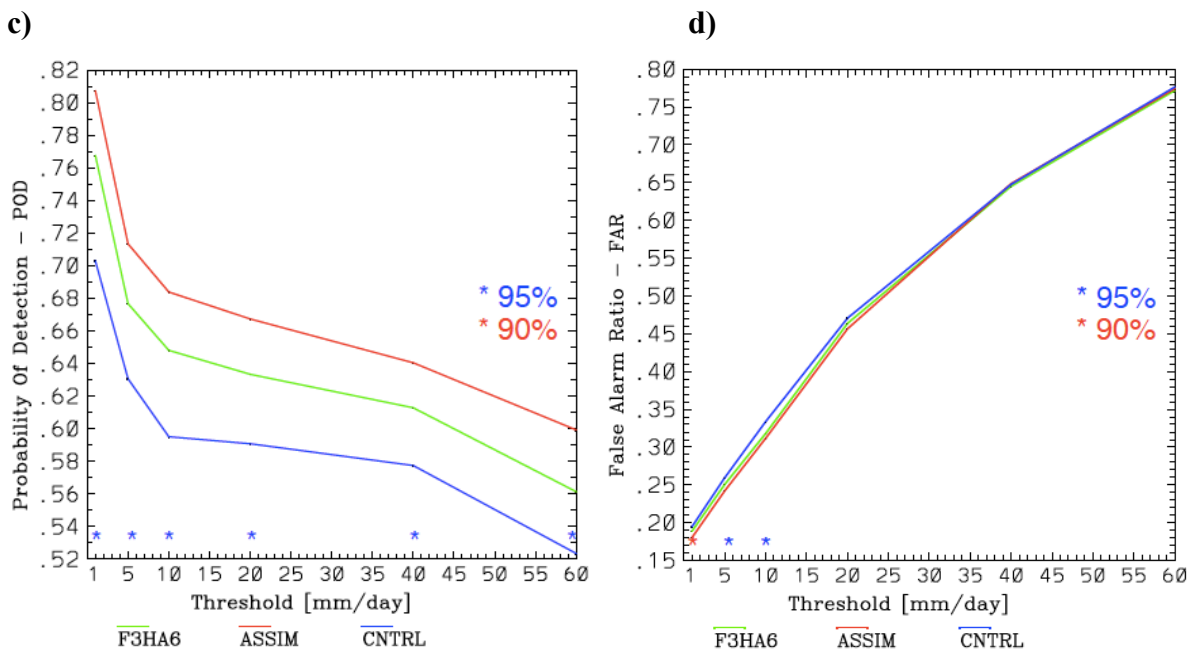 c)
Probability Of Detection - POD
.82
.80
.78
.76
.74
.72
.70
.68
.66
.64
.62
.60
.58
.56
.54
.52
* 95%
* 90%
* * * * * *
1 5 10 15 20 25 30 35 40 45 50 55 60
Threshold [mm/day]
F3HA6 ASSIM CNTRL
d)
False Alarm Ratio - FAR
.80
.75
.70
.65
.60
.55
.50
.45
.40
.35
.30
.25
.20
.15
* 95%
* 90%
* * *
1 5 10 15 20 25 30 35 40 45 50 55 60
Threshold [mm/day]
F3HA6 ASSIM CNTRL